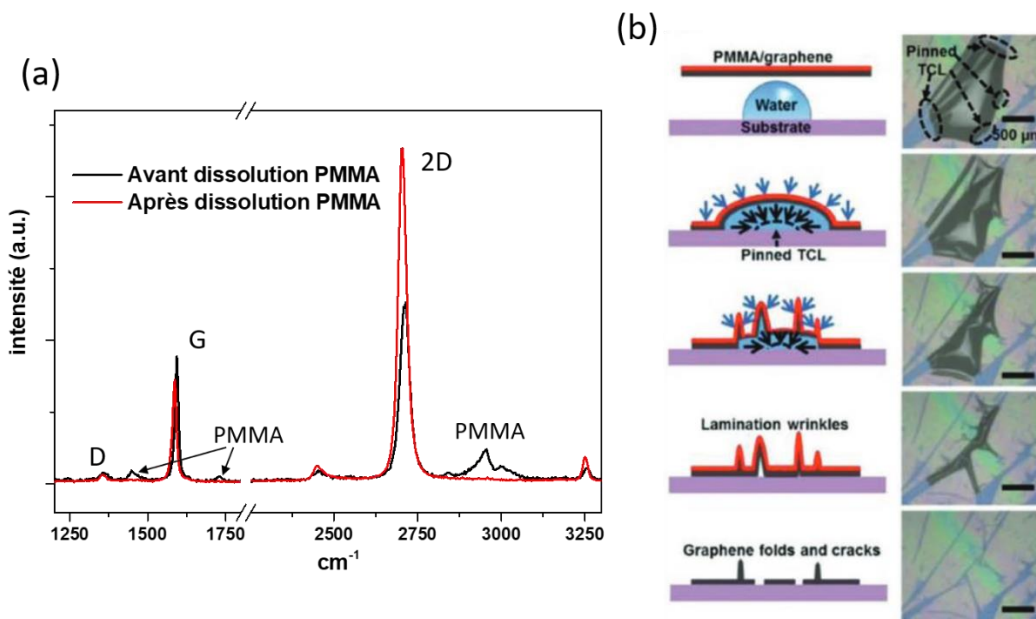 (a)
intensité (a.u.)
Avant dissolution PMMA
Après dissolution PMMA
2D
G
D
PMMA
PMMA
1250 1500 1750 2500 2750 3000 3250
cm⁻¹
(b)
PMMA/graphene
Water
Substrate
Pinned TCL
Lamination wrinkles
Graphene folds and cracks
Pinned
TCL
500 µm